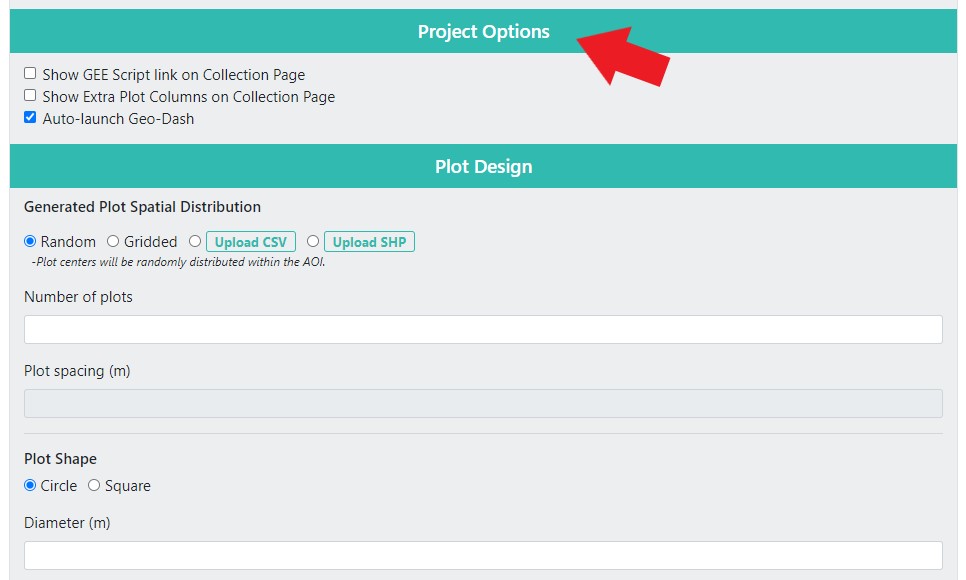 Project Options
Show GEE Script link on Collection Page
Show Extra Plot Columns on Collection Page
Auto-launch Geo-Dash
Plot Design
Generated Plot Spatial Distribution
Random Gridded Upload CSV Upload SHP
-Plot centers will be randomly distributed within the AOI.
Number of plots
Plot spacing (m)
Plot Shape
Circle Square
Diameter (m)